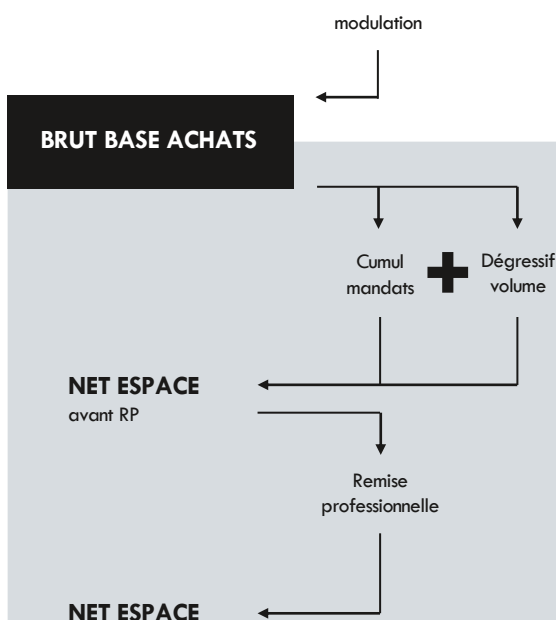 modulation
BRUT BASE ACHATS
Cumul
mandats
Dégressif
volume
NET ESPACE
avant RP
Remise
professionnelle
NET ESPACE